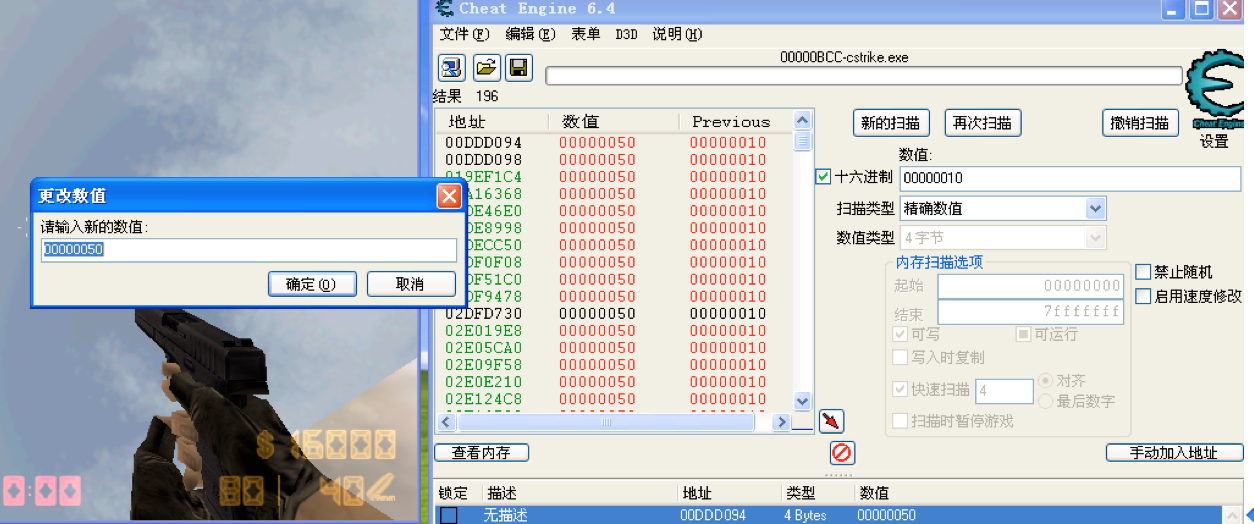 Cheat Engine 6.4
文件(F) 编辑(E) 表单 D3D 说明(H)
00000BCC-cstrike.exe
结果 196
地址 数值 Previous
00DDD094 00000050 00000010
00DDD098 00000050 00000010
019EF1C4 00000050 00000010
A16368 00000050 00000010
DE46E0 00000050 00000010
DE8998 00000050 00000010
DECC50 00000050 00000010
DF0F08 00000050 00000010
DF51C0 00000050 00000010
DF9478 00000050 00000010
02DFD730 00000050 00000010
02E019E8 00000050 00000010
02E05CA0 00000050 00000010
02E09F58 00000050 00000010
02E0E210 00000050 00000010
02E124C8 00000050 00000010
查看内存
新的扫描 再次扫描 撤销扫描
Cheat Engine
设置
数值:
十六进制 00000010
扫描类型 精确数值
数值类型 4字节
内存扫描选项
起始 00000000
结束 7fffffff
可写 可运行
写入时复制
快速扫描 4 对齐
最后数字
扫描时暂停游戏
禁止随机
启用速度修改
手动加入地址
锁定 描述 地址 类型 数值
无描述 00DDD094 4 Bytes 00000050
更改数值
请输入新的数值:
00000050
确定(O) 取消
$ 16000
80 40